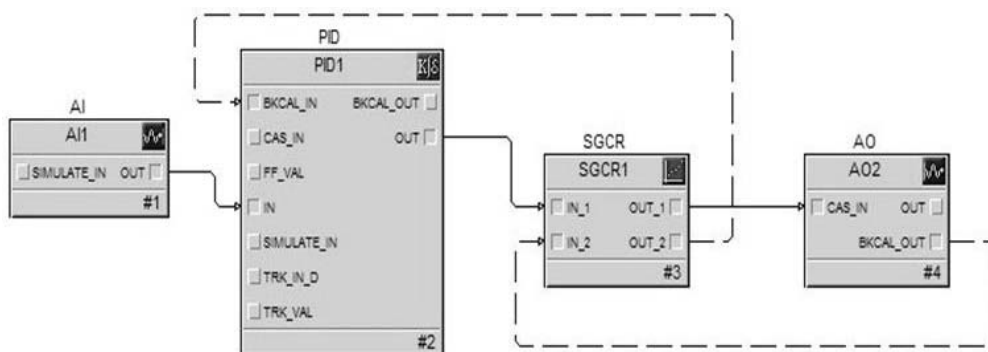 AI
AI1
SIMULATE_IN OUT
#1
PID
PID1
BKCAL_IN BKCAL_OUT
CAS_IN OUT
FF_VAL
IN
SIMULATE_IN
TRK_IN_D
TRK_VAL
#2
SGCR
SGCR1
IN_1 OUT_1
IN_2 OUT_2
#3
AO
AO2
CAS_IN OUT
BKCAL_OUT
#4